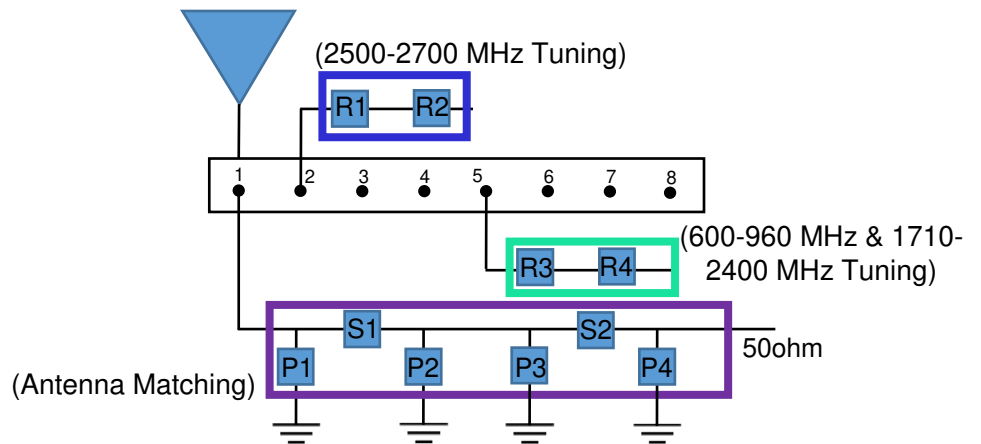 (2500-2700 MHz Tuning)
R1 R2
1 2 3 4 5 6 7 8
(600-960 MHz & 1710-
2400 MHz Tuning)
R3 R4
S1 S2
50ohm
P1 P2 P3 P4
(Antenna Matching)